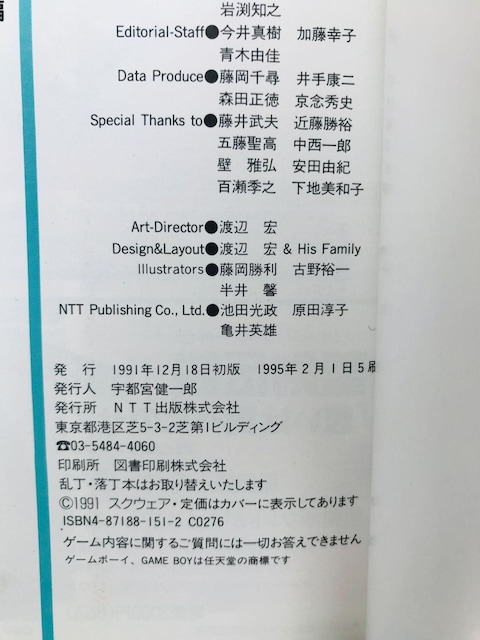 岩渕知之
Editorial-Staff●今井真樹 加藤幸子
青木由佳
Data Produce●藤岡千尋 井手康二
森田正徳 京念秀史
Special Thanks to●藤井武夫 近藤勝裕
五藤聖高 中西一郎
壁 雅弘 安田由紀
百瀬季之 下地美和子
Art-Director●渡辺 宏
Design&Layout●渡辺 宏 & His Family
Illustrators●藤岡勝利 古野裕一
半井 馨
NTT Publishing Co., Ltd.●池田光政 原田淳子
亀井英雄
発 行 1991年12月18日初版 1995年2月1日5刷
発行人 宇都宮健一郎
発行所 NTT出版株式会社
東京都港区芝5-3-2芝第1ビルディング
☎03-5484-4060
印刷所 図書印刷株式会社
乱丁・落丁本はお取り替えいたします
©1991 スクウェア・定価はカバーに表示してあります
ISBN4-87188-151-2 C0276
ゲーム内容に関するご質問には一切お答えできません
ゲームボーイ、GAME BOYは任天堂の商標です